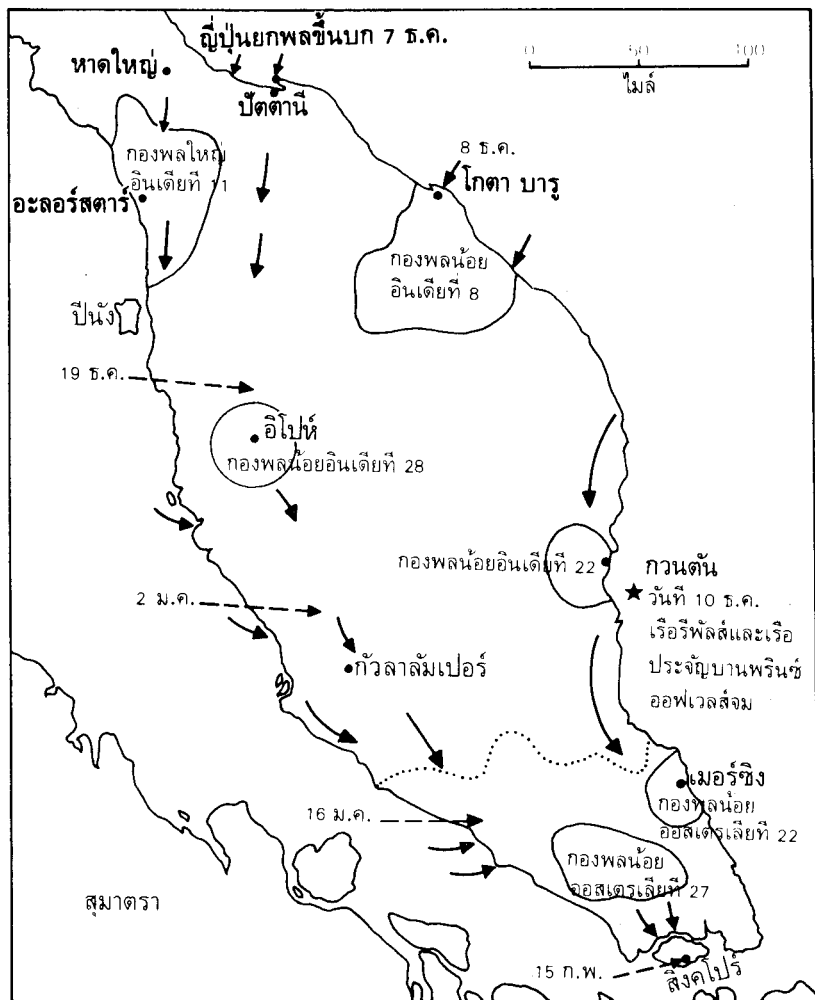 ญี่ปุ่นยกพลขึ้นบก 7 ธ.ค.
0 50 100
ไมล์
หาดใหญ่
ปัตตานี
8 ธ.ค.
กองพลใหญ่
อินเดียที่ 11
โกตา บารู
อะลอร์สตาร์
กองพลน้อย
อินเดียที่ 8
ปีนัง
19 ธ.ค.
อิโปห์
กองพลน้อยอินเดียที่ 28
กองพลน้อยอินเดียที่ 22
กวนตัน
วันที่ 10 ธ.ค.
เรือรีพัลส์และเรือ
ประจัญบานพรินซ์
ออฟเวลส์จม
2 ม.ค.
กัวลาลัมเปอร์
เมอร์ซิง
กองพลน้อย
ออสเตรเลียที่ 22
16 ม.ค.
กองพลน้อย
ออสเตรเลียที่ 27
สุมาตรา
15 ก.พ.
สิงคโปร์